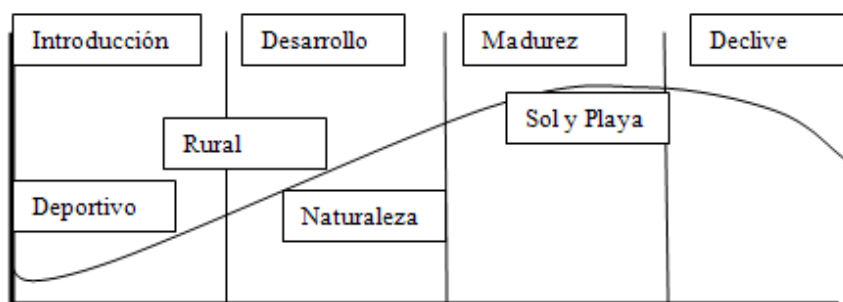 Introducción
Desarrollo
Madurez
Declive
Sol y Playa
Rural
Deportivo
Naturaleza